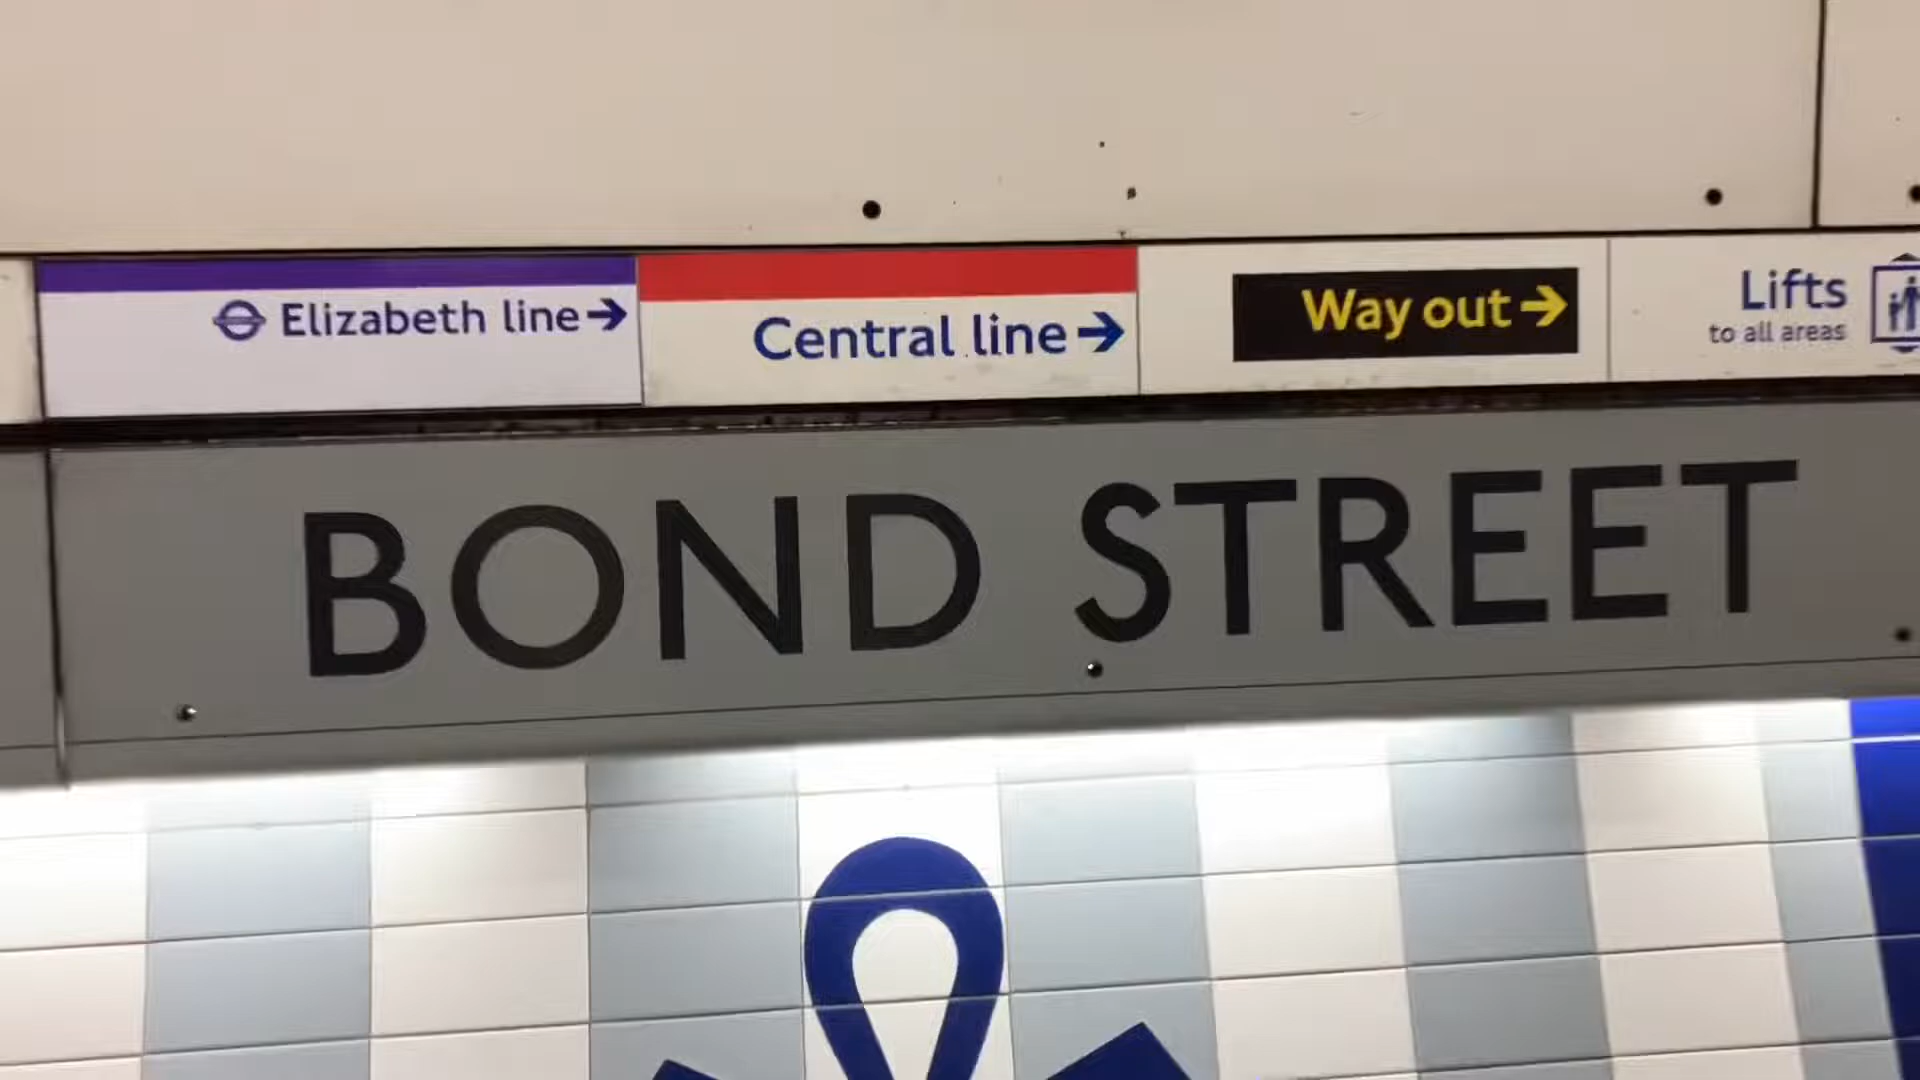 Elizabeth line
Central line
Way out
Lifts
to all areas
BOND STREET